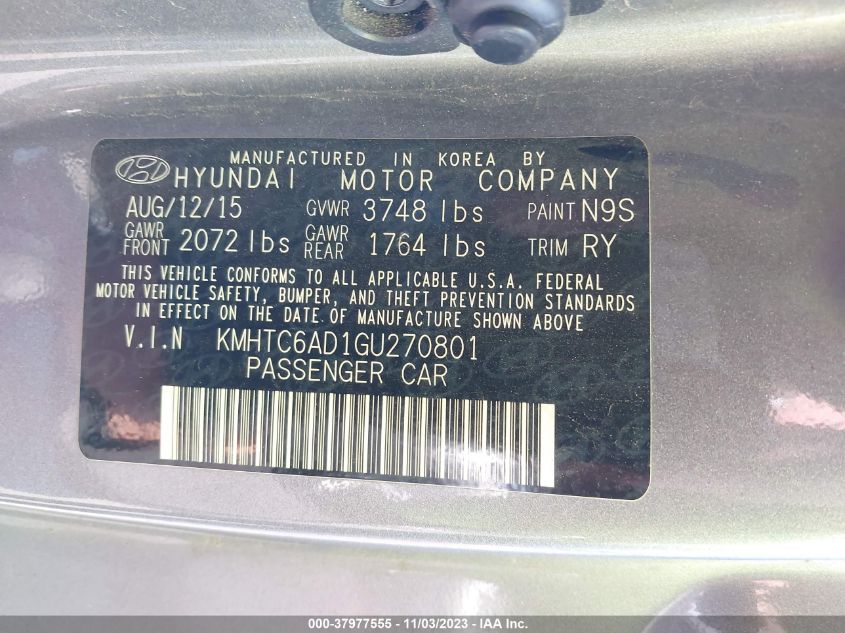 MANUFACTURED IN KOREA BY
HYUNDAI MOTOR COMPANY
AUG/12/15 GVWR 3748 lbs PAINT N9S
GAWR FRONT 2072 lbs GAWR REAR 1764 lbs TRIM RY
THIS VEHICLE CONFORMS TO ALL APPLICABLE U.S.A. FEDERAL
MOTOR VEHICLE SAFETY, BUMPER, AND THEFT PREVENTION STANDARDS
IN EFFECT ON THE DATE OF MANUFACTURE SHOWN ABOVE
V.I.N KMHTC6AD1GU270801
PASSENGER CAR
000-37977555 - 11/03/2023 - IAA Inc.